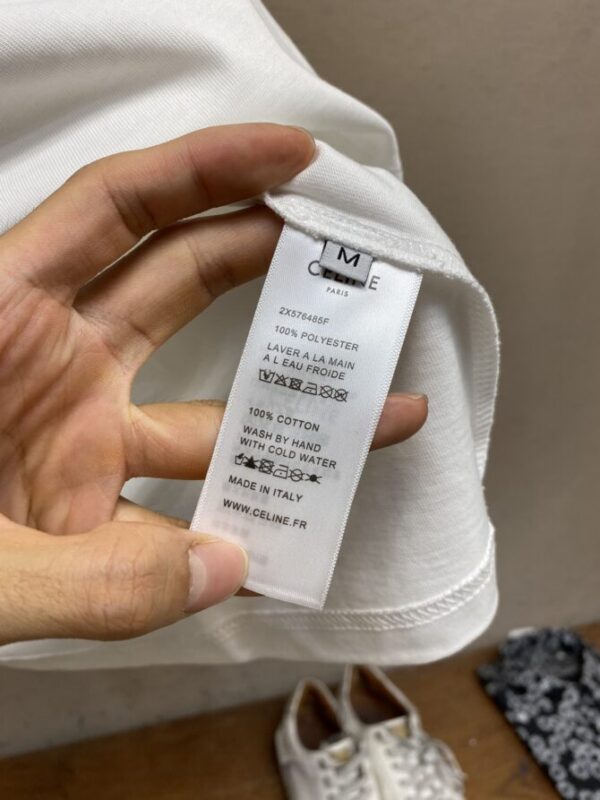 M
CELINE
PARIS
2X576485F
100% POLYESTER
LAVER A LA MAIN
A L EAU FROIDE
100% COTTON
WASH BY HAND
WITH COLD WATER
MADE IN ITALY
WWW.CELINE.FR